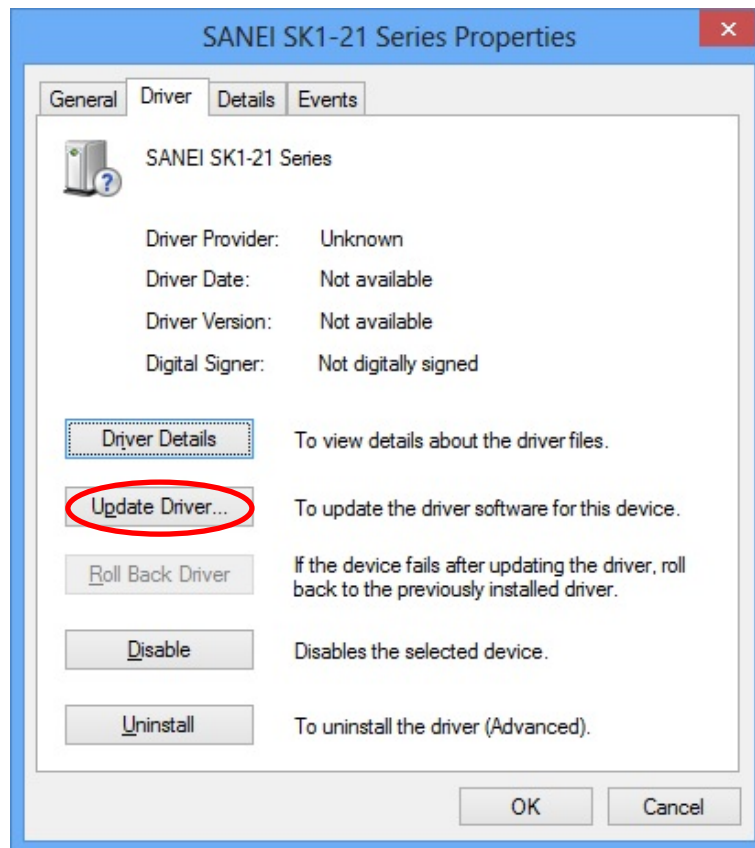 SANEI SK1-21 Series Properties
General Driver Details Events
SANEI SK1-21 Series
Driver Provider: Unknown
Driver Date: Not available
Driver Version: Not available
Digital Signer: Not digitally signed
Driver Details To view details about the driver files.
Update Driver... To update the driver software for this device.
Roll Back Driver If the device fails after updating the driver, roll
back to the previously installed driver.
Disable Disables the selected device.
Uninstall To uninstall the driver (Advanced).
OK Cancel